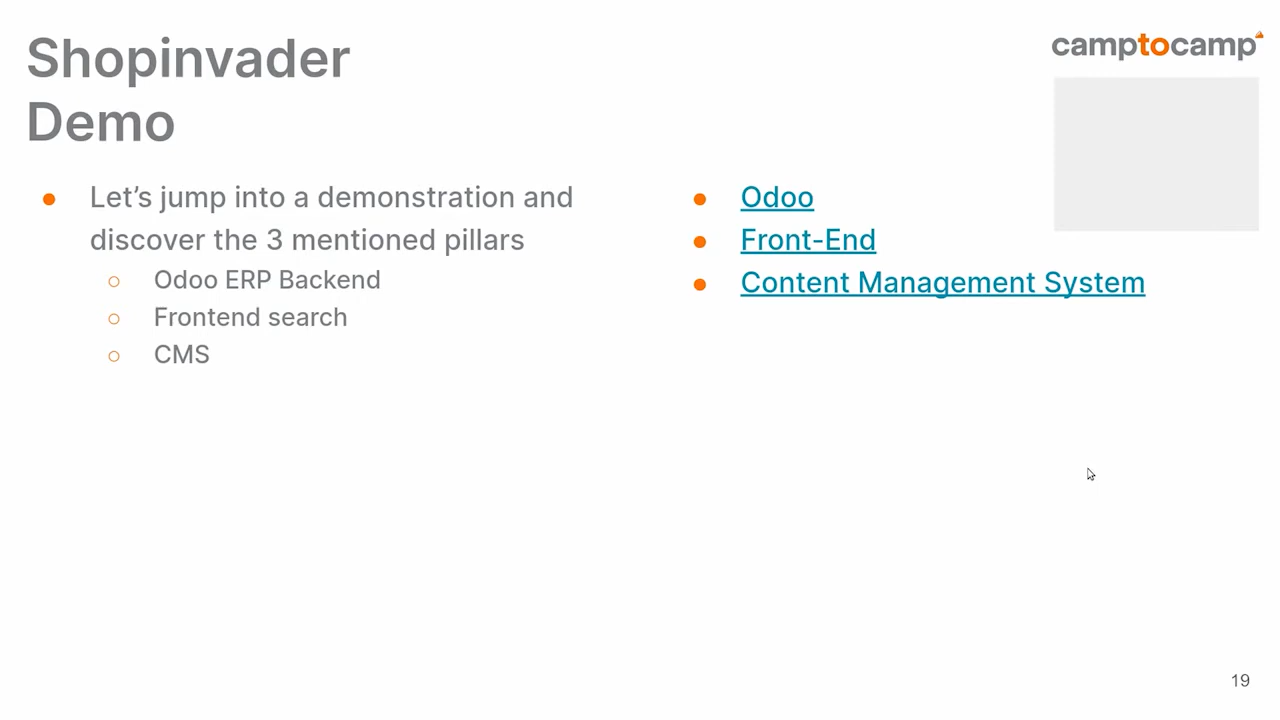 Shopinvader
Demo
camptocamp
● Let’s jump into a demonstration and
discover the 3 mentioned pillars
○ Odoo ERP Backend
○ Frontend search
○ CMS
● Odoo
● Front-End
● Content Management System
19